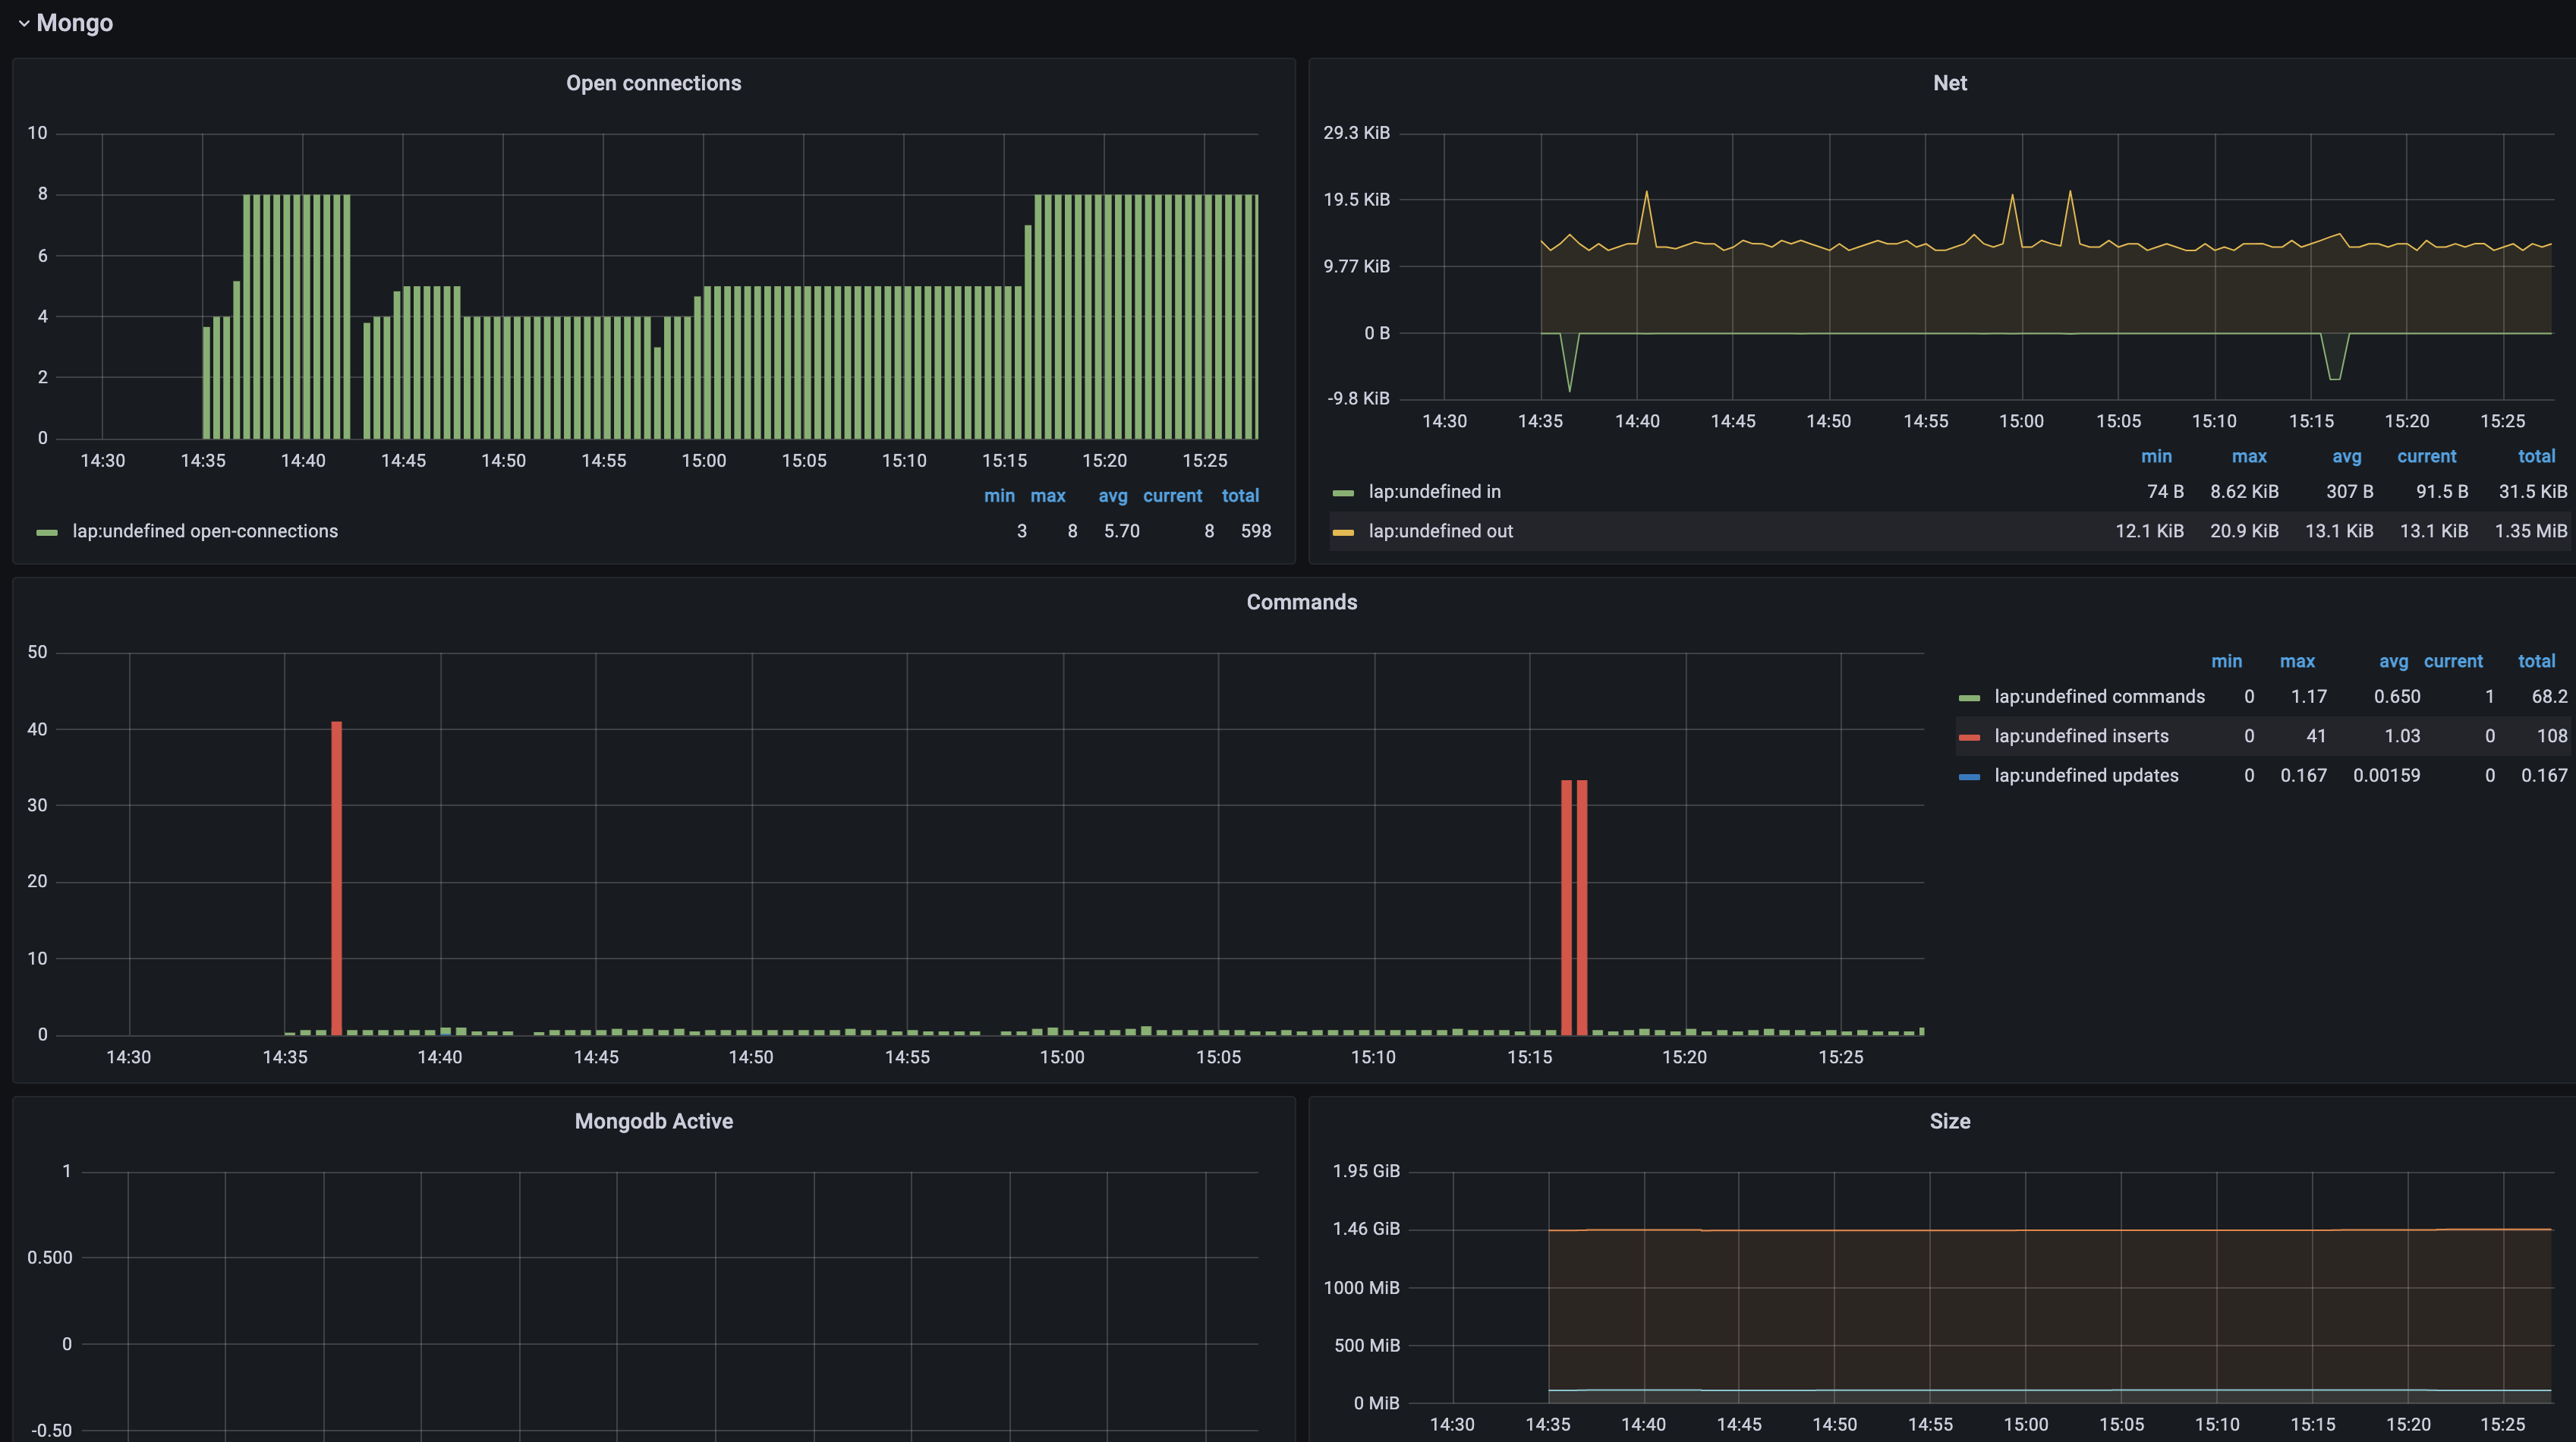 Mongo
Open connections
10
8
6
4
2
0
14:30 14:35 14:40 14:45 14:50 14:55 15:00 15:05 15:10 15:15 15:20 15:25
min max avg current total
lap:undefined open-connections 3 8 5.70 8 598
Net
29.3 KiB
19.5 KiB
9.77 KiB
0 B
-9.8 KiB
14:30 14:35 14:40 14:45 14:50 14:55 15:00 15:05 15:10 15:15 15:20 15:25
min max avg current total
lap:undefined in 74 B 8.62 KiB 307 B 91.5 B 31.5 KiB
lap:undefined out 12.1 KiB 20.9 KiB 13.1 KiB 13.1 KiB 1.35 MiB
Commands
50
40
30
20
10
0
14:30 14:35 14:40 14:45 14:50 14:55 15:00 15:05 15:10 15:15 15:20 15:25
min max avg current total
lap:undefined commands 0 1.17 0.650 1 68.2
lap:undefined inserts 0 41 1.03 0 108
lap:undefined updates 0 0.167 0.00159 0 0.167
Mongodb Active
1
0.500
0
-0.50
Size
1.95 GiB
1.46 GiB
1000 MiB
500 MiB
0 MiB
14:30 14:35 14:40 14:45 14:50 14:55 15:00 15:05 15:10 15:15 15:20 15:25